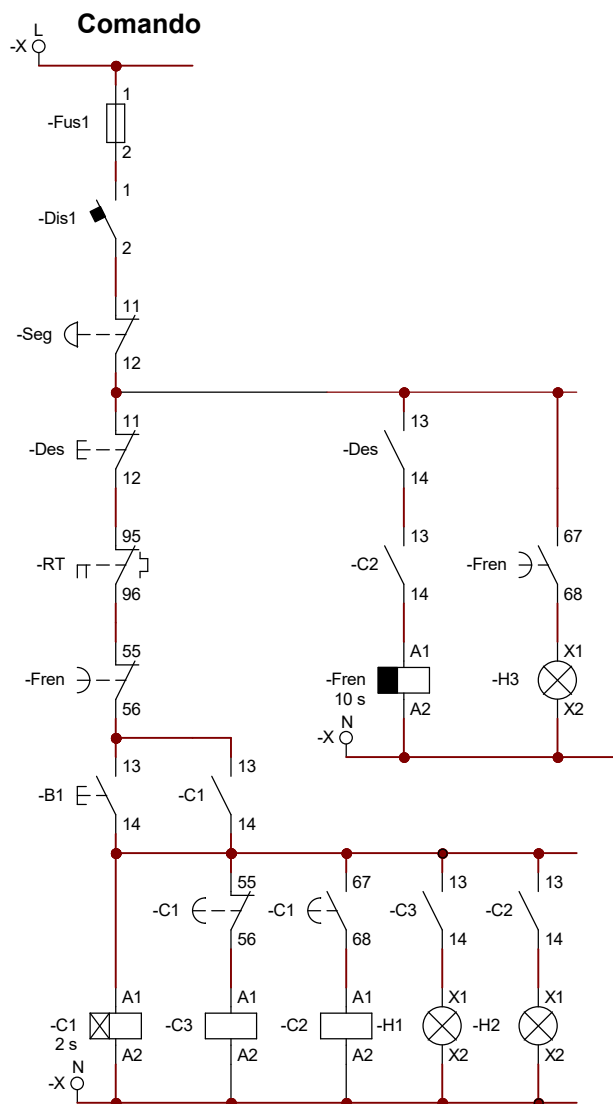 Comando
-X L
1
-Fus1
2
1
-Dis1
2
11
-Seg
12
11
-Des
12
13
-Des
14
95
-RT
96
13
-C2
14
67
-Fren
68
55
-Fren
56
A1
-Fren
10 s
A2
X1
-H3
X2
-X N
13
-B1
14
13
-C1
14
55
-C1
56
67
-C1
68
13
-C3
14
13
-C2
14
A1
-C1
2 s
A2
A1
-C3
A2
A1
-C2
A2
X1
-H1
X2
X1
-H2
X2
-X N